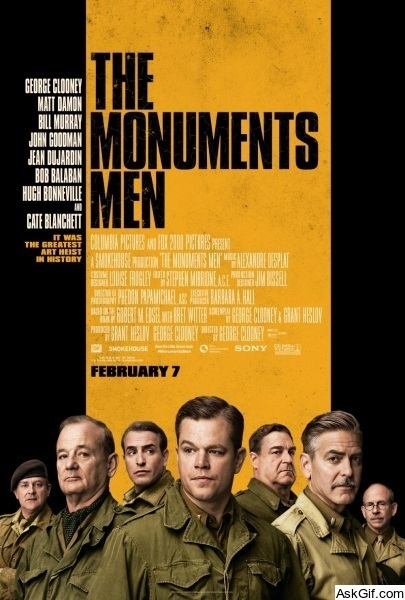 GEORGE CLOONEY
MATT DAMON
BILL MURRAY
JOHN GOODMAN
JEAN DUJARDIN
BOB BALABAN
HUGH BONNEVILLE
AND
CATE BLANCHETT
IT WAS
THE GREATEST
ART HEIST
IN HISTORY
THE
MONUMENTS
MEN
COLUMBIA PICTURES AND FOX 2000 PICTURES PRESENT
A SMOKEHOUSE PRODUCTION "THE MONUMENTS MEN" MUSIC BY ALEXANDRE DESPLAT
COSTUME DESIGNER LOUISE FROGLEY EDITED BY STEPHEN MIRRIONE, A.C.E. PRODUCTION DESIGNER JIM BISSELL
DIRECTOR OF PHOTOGRAPHY PHEDON PAPAMICHAEL, ASC EXECUTIVE PRODUCER BARBARA A. HALL
BASED ON THE BOOK BY ROBERT M. EDSEL WITH BRET WITTER SCREENPLAY BY GEORGE CLOONEY & GRANT HESLOV
PRODUCED BY GRANT HESLOV GEORGE CLOONEY DIRECTED BY GEORGE CLOONEY
FOX SMOKEHOUSE SONY
FEBRUARY 7
AskGif.com